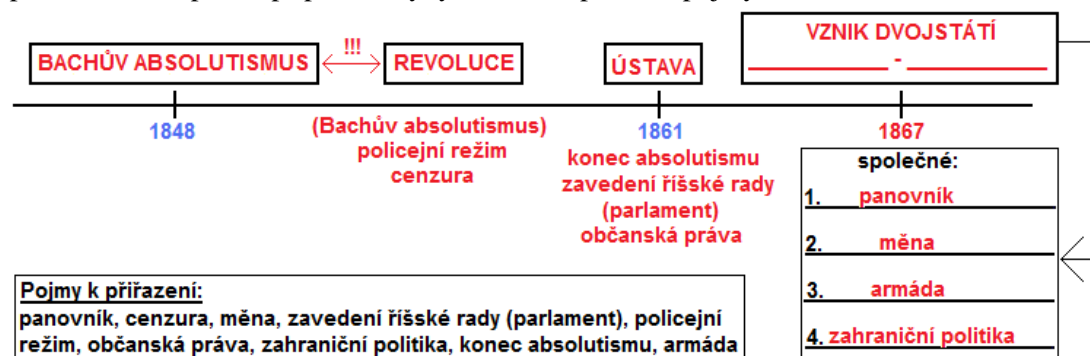 BACHŮV ABSOLUTISMUS
!!!
REVOLUCE
ÚSTAVA
VZNIK DVOJSTÁTÍ
___________ - ___________
1848
(Bachův absolutismus)
policejní režim
cenzura
1861
konec absolutismu
zavedení říšské rady
(parlament)
občanská práva
1867
společné:
1. panovník
2. měna
3. armáda
4. zahraniční politika
Pojmy k přiřazení:
panovník, cenzura, měna, zavedení říšské rady (parlament), policejní
režim, občanská práva, zahraniční politika, konec absolutismu, armáda